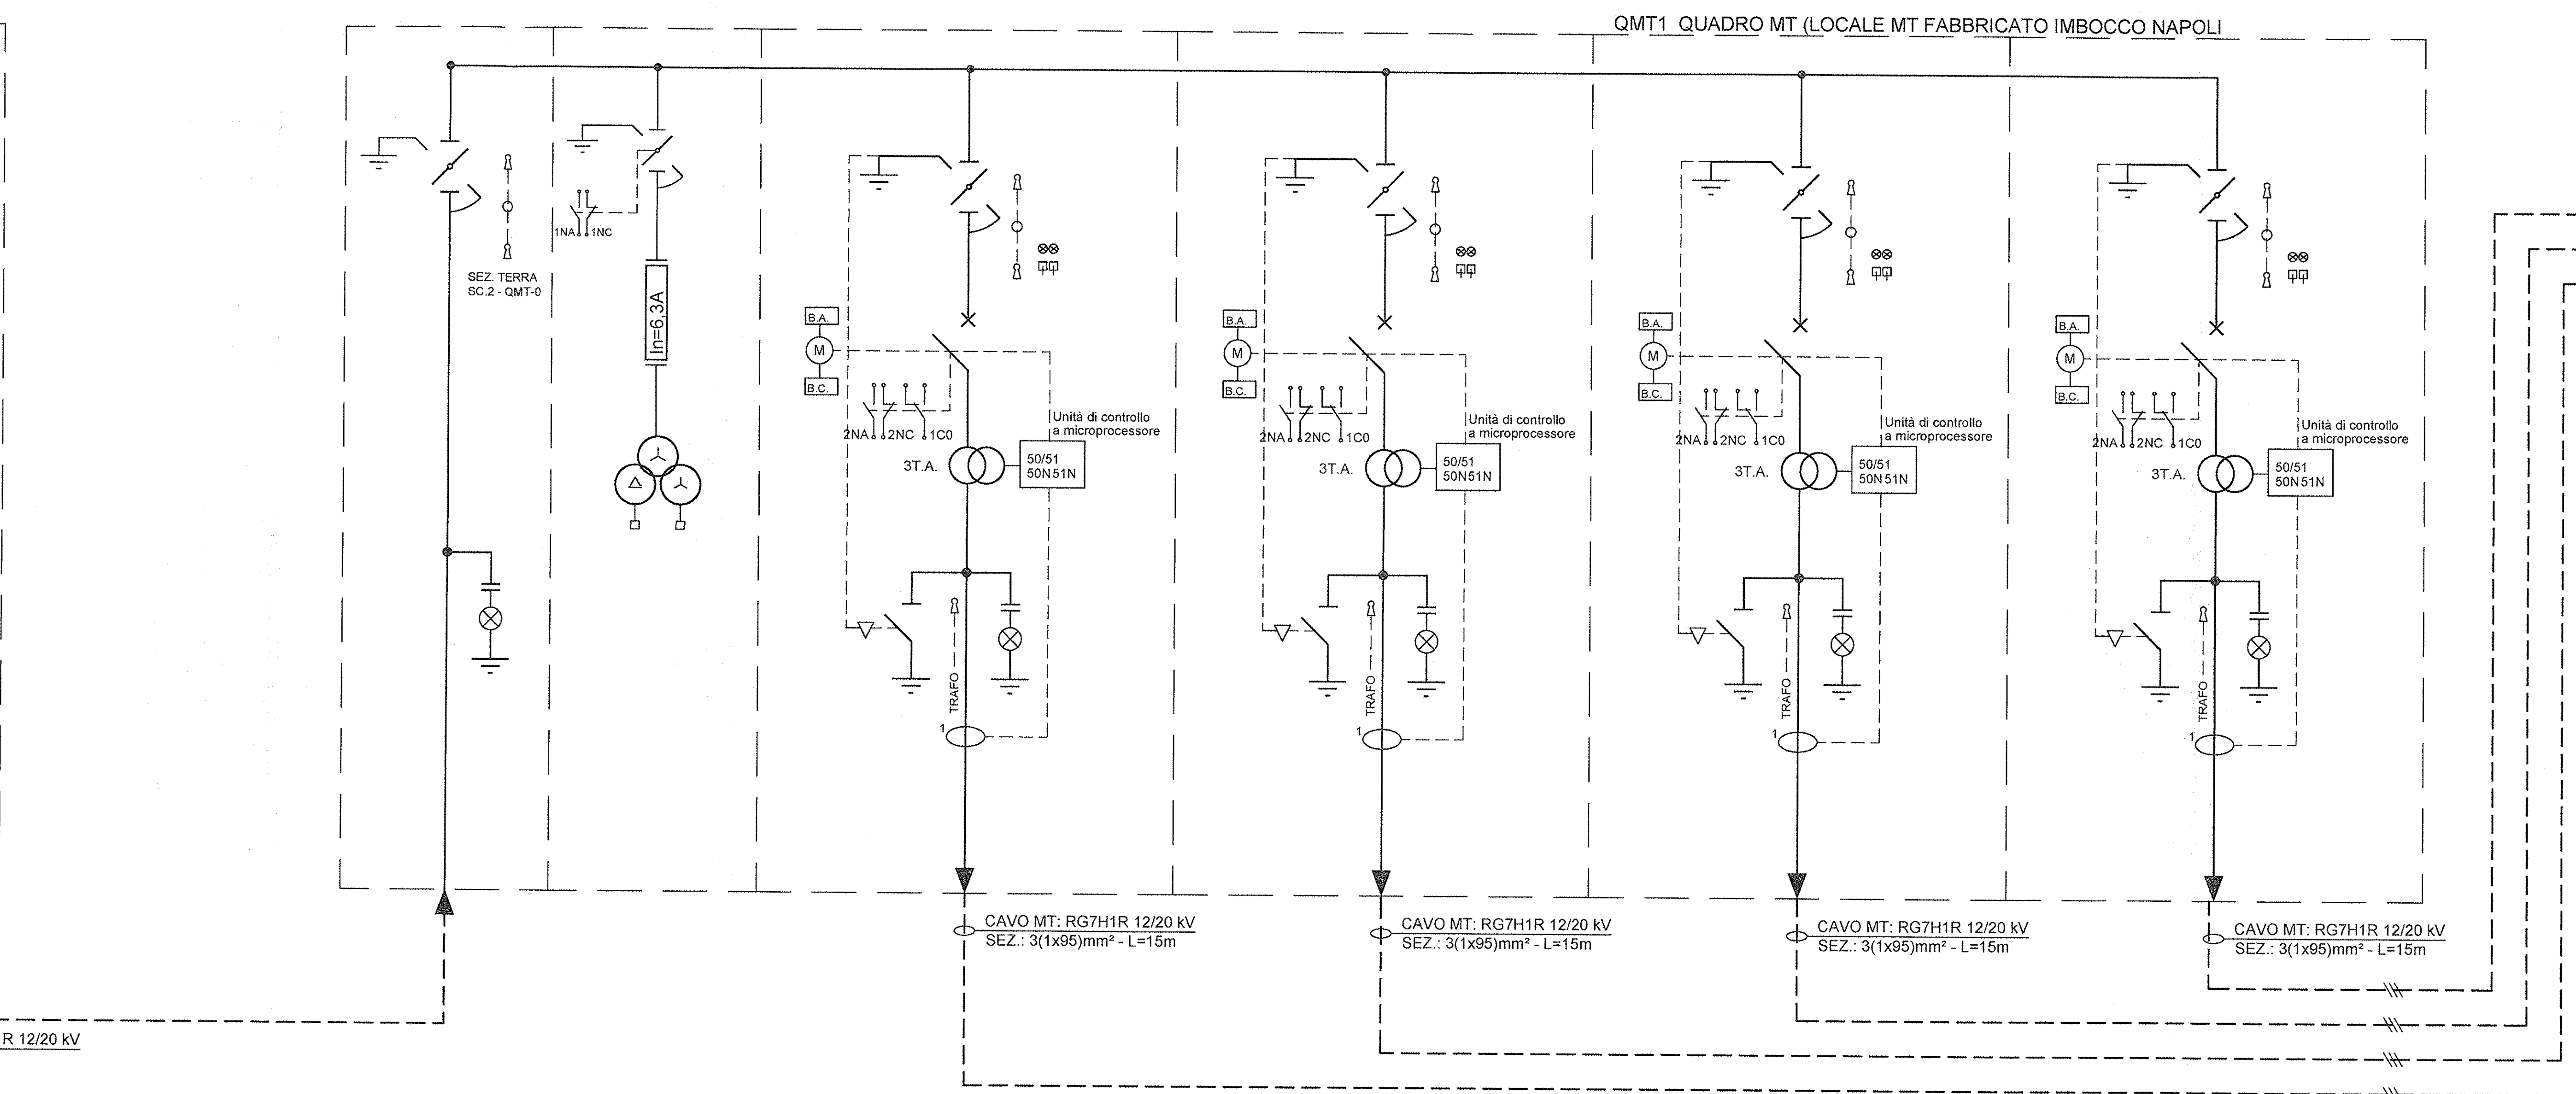 QMT1 QUADRO MT (LOCALE MT FABBRICATO IMBOCCO NAPOLI
SEZ. TERRA
SC.2 - QMT-0
1NA 1NC
In=6,3A
B.A.
M
B.C.
2NA 2NC 1C0
Unità di controllo
a microprocessore
3T.A.
50/51
50N51N
TRAFO
1
CAVO MT: RG7H1R 12/20 kV
SEZ.: 3(1x95)mm² - L=15m
B.A.
M
B.C.
2NA 2NC 1C0
Unità di controllo
a microprocessore
3T.A.
50/51
50N51N
TRAFO
1
CAVO MT: RG7H1R 12/20 kV
SEZ.: 3(1x95)mm² - L=15m
B.A.
M
B.C.
2NA 2NC 1C0
Unità di controllo
a microprocessore
3T.A.
50/51
50N51N
TRAFO
1
CAVO MT: RG7H1R 12/20 kV
SEZ.: 3(1x95)mm² - L=15m
B.A.
M
B.C.
2NA 2NC 1C0
Unità di controllo
a microprocessore
3T.A.
50/51
50N51N
TRAFO
1
CAVO MT: RG7H1R 12/20 kV
SEZ.: 3(1x95)mm² - L=15m
R 12/20 kV